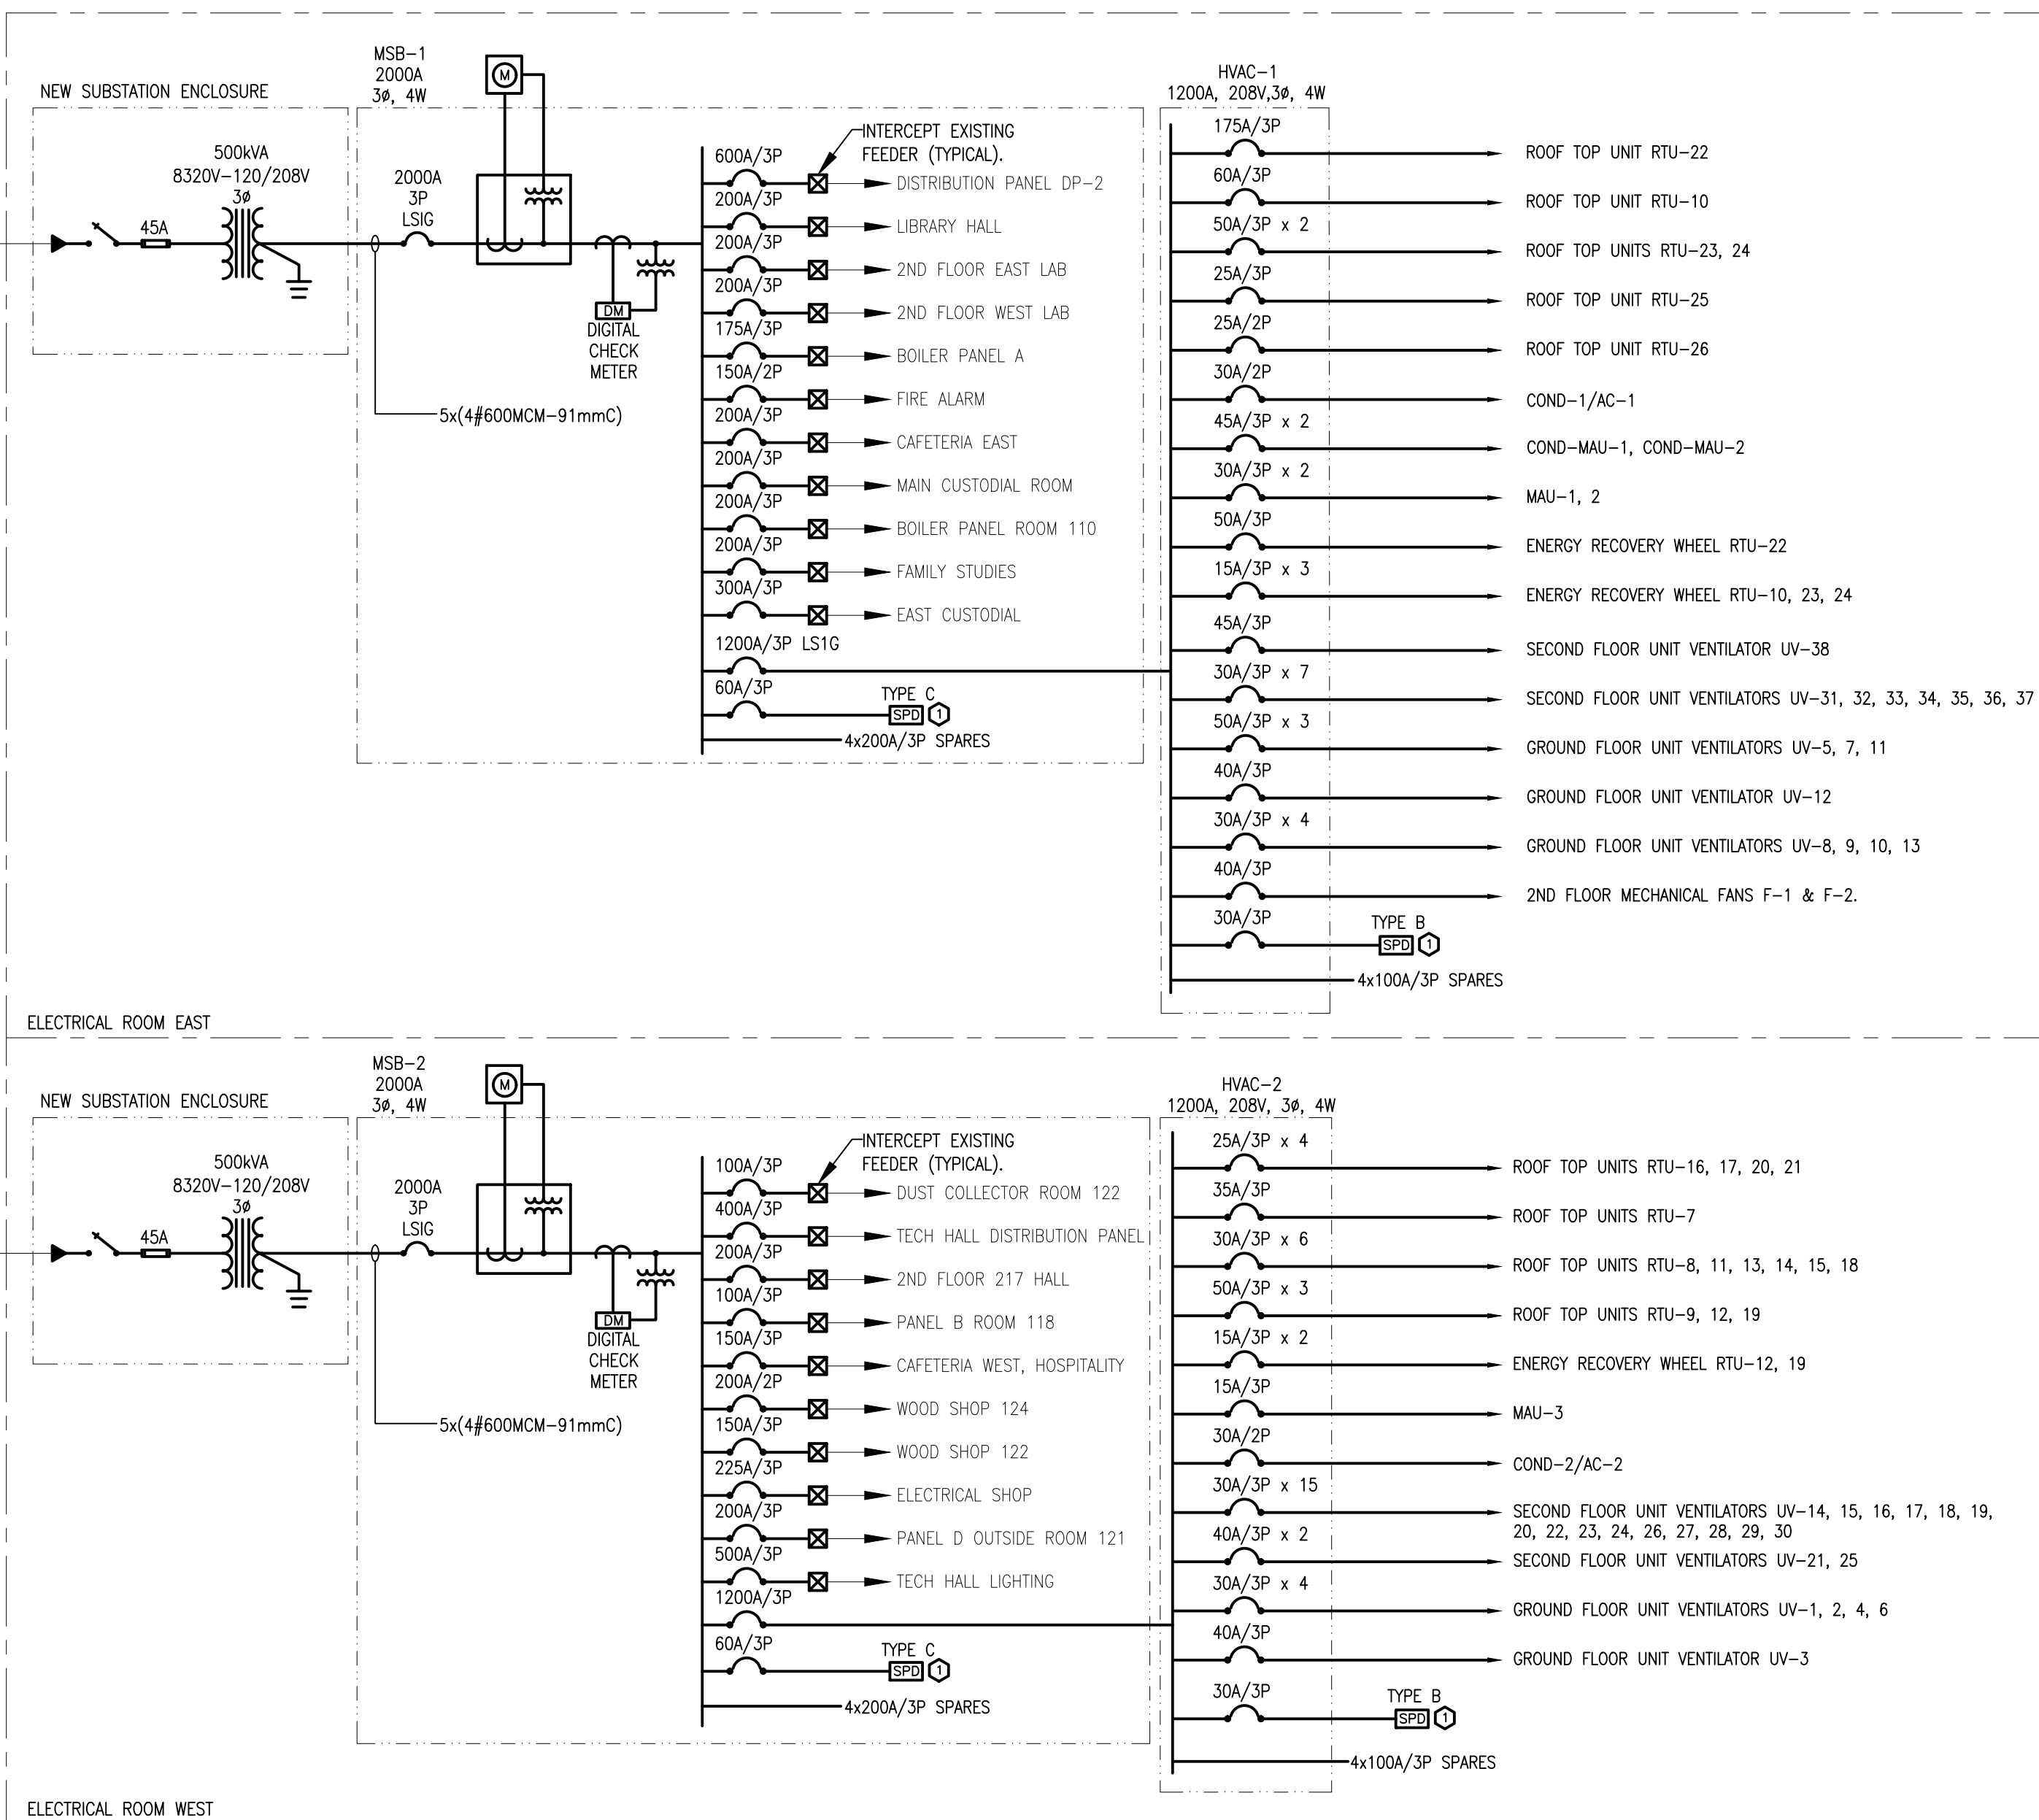 NEW SUBSTATION ENCLOSURE
500kVA
8320V-120/208V
3ø
45A
MSB-1
2000A
3ø, 4W
2000A
3P
LSIG
M
DM
DIGITAL
CHECK
METER
5x(4#600MCM-91mmC)
INTERCEPT EXISTING
FEEDER (TYPICAL).
600A/3P
DISTRIBUTION PANEL DP-2
200A/3P
LIBRARY HALL
200A/3P
2ND FLOOR EAST LAB
200A/3P
2ND FLOOR WEST LAB
175A/3P
BOILER PANEL A
150A/2P
FIRE ALARM
200A/3P
CAFETERIA EAST
200A/3P
MAIN CUSTODIAL ROOM
200A/3P
BOILER PANEL ROOM 110
200A/3P
FAMILY STUDIES
300A/3P
EAST CUSTODIAL
1200A/3P LS1G
60A/3P
TYPE C
SPD 1
4x200A/3P SPARES
HVAC-1
1200A, 208V,3ø, 4W
175A/3P
ROOF TOP UNIT RTU-22
60A/3P
ROOF TOP UNIT RTU-10
50A/3P x 2
ROOF TOP UNITS RTU-23, 24
25A/3P
ROOF TOP UNIT RTU-25
25A/2P
ROOF TOP UNIT RTU-26
30A/2P
COND-1/AC-1
45A/3P x 2
COND-MAU-1, COND-MAU-2
30A/3P x 2
MAU-1, 2
50A/3P
ENERGY RECOVERY WHEEL RTU-22
15A/3P x 3
ENERGY RECOVERY WHEEL RTU-10, 23, 24
45A/3P
SECOND FLOOR UNIT VENTILATOR UV-38
30A/3P x 7
SECOND FLOOR UNIT VENTILATORS UV-31, 32, 33, 34, 35, 36, 37
50A/3P x 3
GROUND FLOOR UNIT VENTILATORS UV-5, 7, 11
40A/3P
GROUND FLOOR UNIT VENTILATOR UV-12
30A/3P x 4
GROUND FLOOR UNIT VENTILATORS UV-8, 9, 10, 13
40A/3P
2ND FLOOR MECHANICAL FANS F-1 & F-2.
30A/3P
TYPE B
SPD 1
4x100A/3P SPARES
ELECTRICAL ROOM EAST
NEW SUBSTATION ENCLOSURE
500kVA
8320V-120/208V
3ø
45A
MSB-2
2000A
3ø, 4W
2000A
3P
LSIG
M
DM
DIGITAL
CHECK
METER
5x(4#600MCM-91mmC)
INTERCEPT EXISTING
FEEDER (TYPICAL).
100A/3P
DUST COLLECTOR ROOM 122
400A/3P
TECH HALL DISTRIBUTION PANEL
200A/3P
2ND FLOOR 217 HALL
100A/3P
PANEL B ROOM 118
150A/3P
CAFETERIA WEST, HOSPITALITY
200A/2P
WOOD SHOP 124
150A/3P
WOOD SHOP 122
225A/3P
ELECTRICAL SHOP
200A/3P
PANEL D OUTSIDE ROOM 121
500A/3P
TECH HALL LIGHTING
1200A/3P
60A/3P
TYPE C
SPD 1
4x200A/3P SPARES
HVAC-2
1200A, 208V, 3ø, 4W
25A/3P x 4
ROOF TOP UNITS RTU-16, 17, 20, 21
35A/3P
ROOF TOP UNITS RTU-7
30A/3P x 6
ROOF TOP UNITS RTU-8, 11, 13, 14, 15, 18
50A/3P x 3
ROOF TOP UNITS RTU-9, 12, 19
15A/3P x 2
ENERGY RECOVERY WHEEL RTU-12, 19
15A/3P
MAU-3
30A/2P
COND-2/AC-2
30A/3P x 15
SECOND FLOOR UNIT VENTILATORS UV-14, 15, 16, 17, 18, 19,
20, 22, 23, 24, 26, 27, 28, 29, 30
40A/3P x 2
SECOND FLOOR UNIT VENTILATORS UV-21, 25
30A/3P x 4
GROUND FLOOR UNIT VENTILATORS UV-1, 2, 4, 6
40A/3P
GROUND FLOOR UNIT VENTILATOR UV-3
30A/3P
TYPE B
SPD 1
4x100A/3P SPARES
ELECTRICAL ROOM WEST